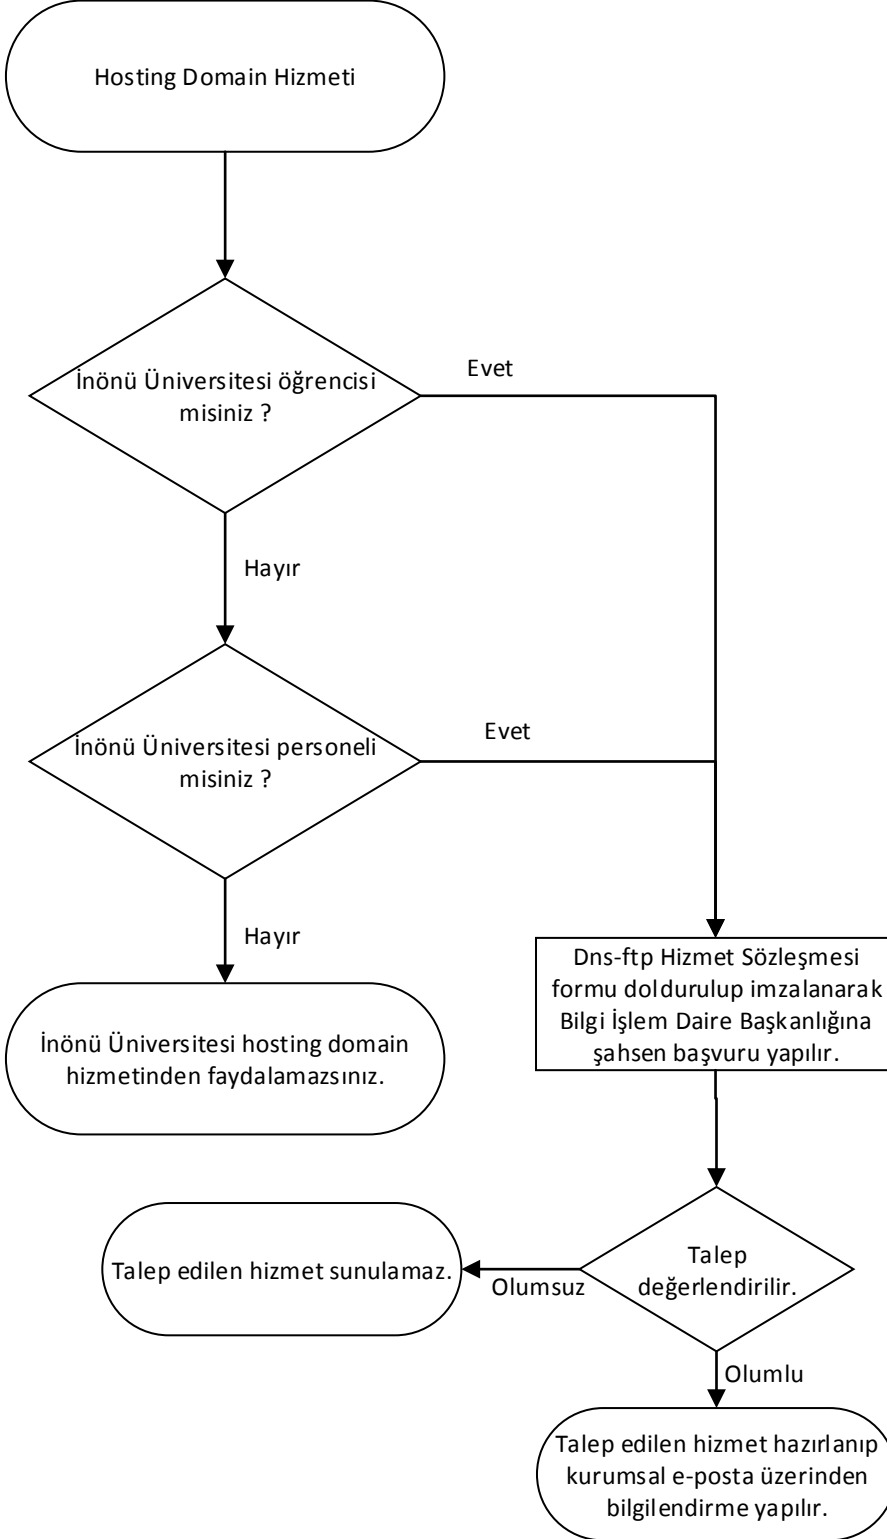 Hosting Domain Hizmeti
İnönü Üniversitesi öğrencisi
misiniz ?
Evet
Hayır
İnönü Üniversitesi personeli
misiniz ?
Evet
Hayır
İnönü Üniversitesi hosting domain
hizmetinden faydalamazsınız.
Dns-ftp Hizmet Sözleşmesi
formu doldurulup imzalanarak
Bilgi İşlem Daire Başkanlığına
şahsen başvuru yapılır.
Talep
değerlendirilir.
Olumsuz
Talep edilen hizmet sunulamaz.
Olumlu
Talep edilen hizmet hazırlanıp
kurumsal e-posta üzerinden
bilgilendirme yapılır.